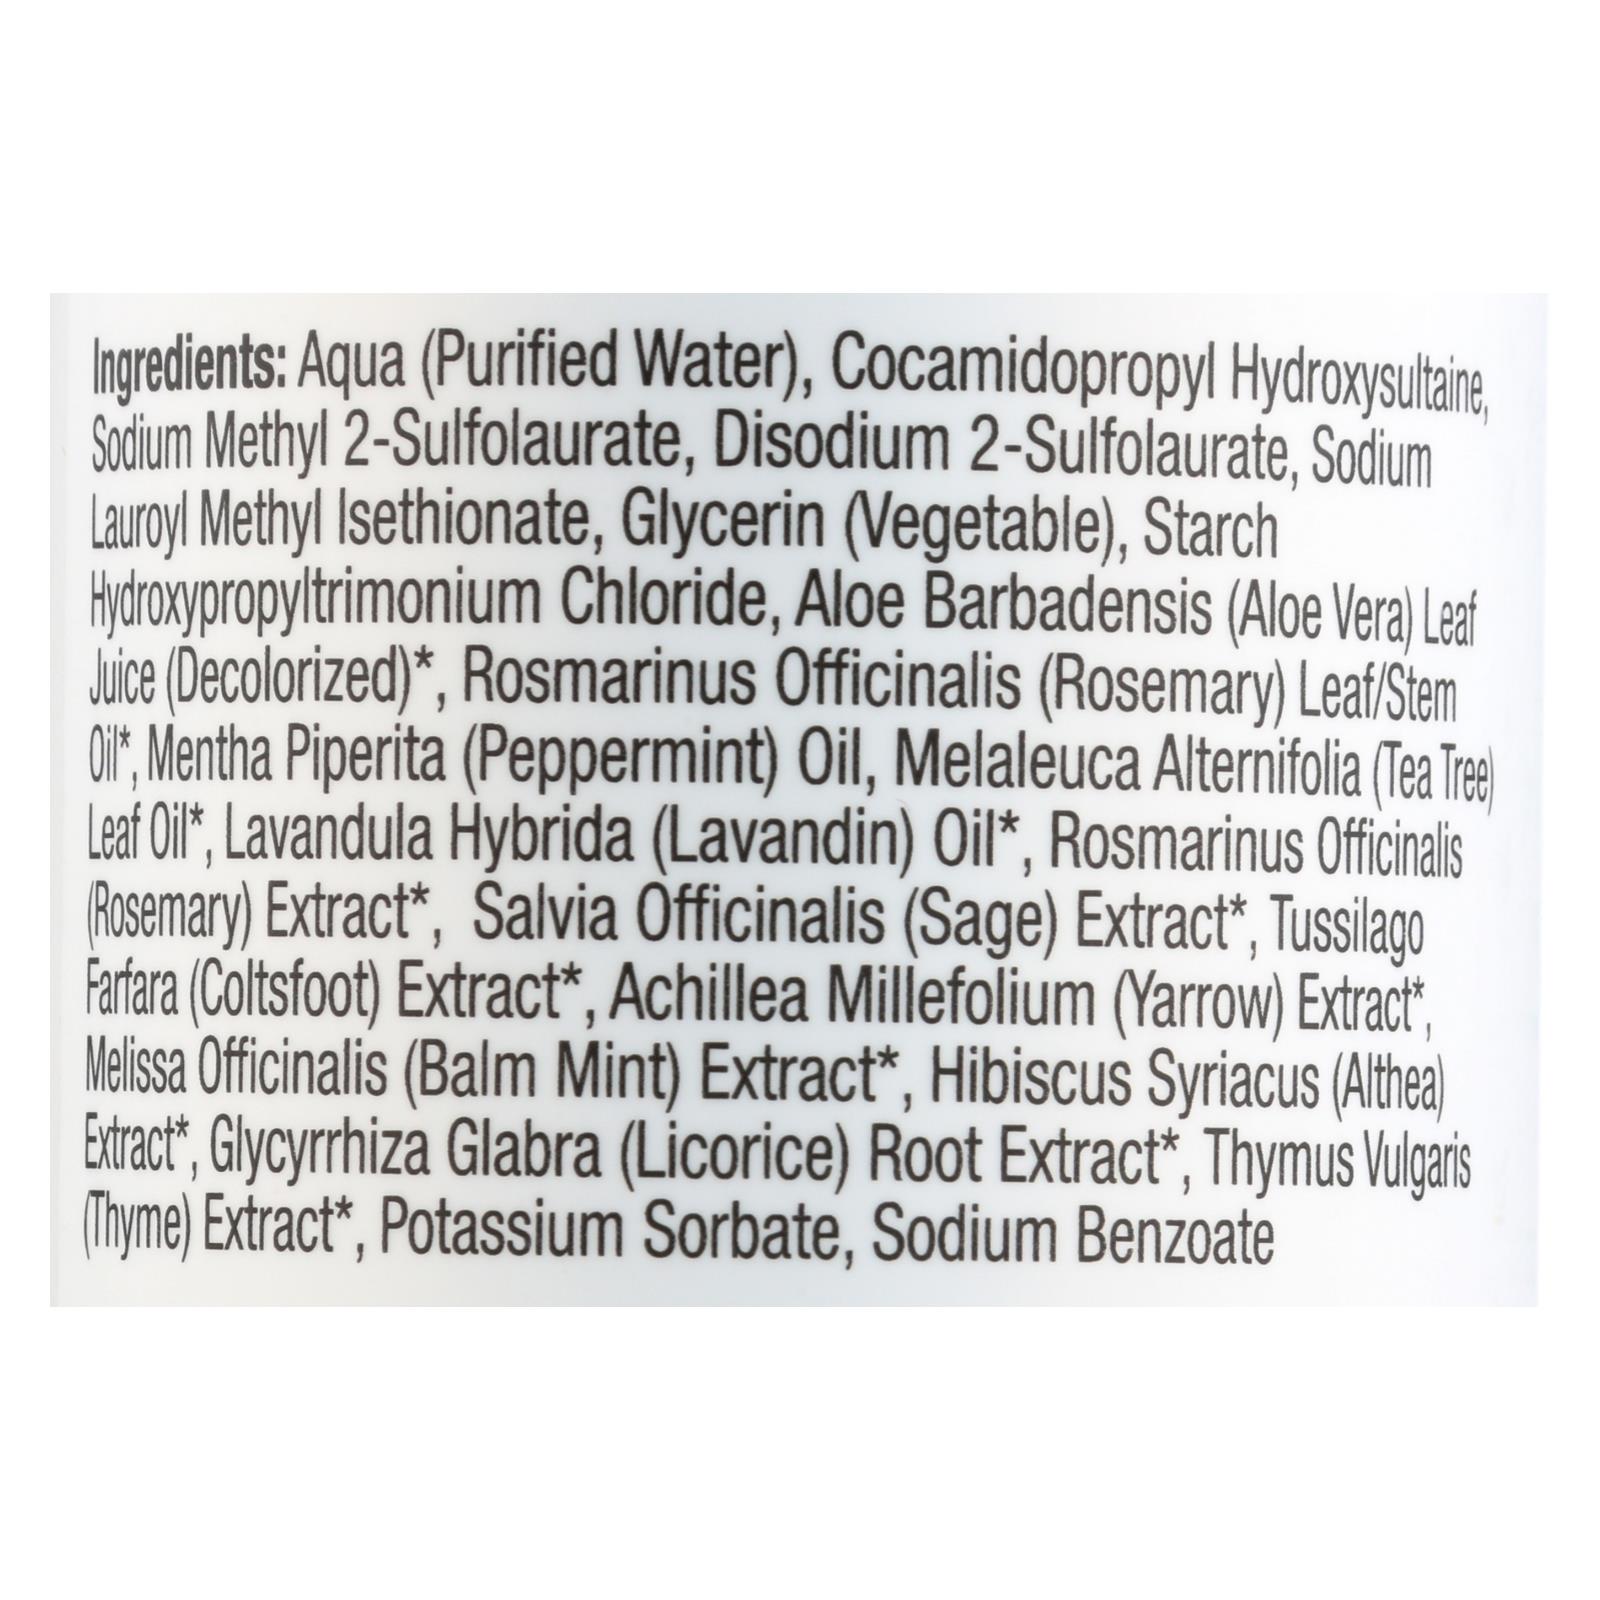 Ingredients: Aqua (Purified Water), Cocamidopropyl Hydroxysultaine,
Sodium Methyl 2-Sulfolaurate, Disodium 2-Sulfolaurate, Sodium
Lauroyl Methyl Isethionate, Glycerin (Vegetable), Starch
Hydroxypropyltrimonium Chloride, Aloe Barbadensis (Aloe Vera) Leaf
Juice (Decolorized)*, Rosmarinus Officinalis (Rosemary) Leaf/Stem
Oil*, Mentha Piperita (Peppermint) Oil, Melaleuca Alternifolia (Tea Tree)
Leaf Oil*, Lavandula Hybrida (Lavandin) Oil*, Rosmarinus Officinalis
(Rosemary) Extract*, Salvia Officinalis (Sage) Extract*, Tussilago
Farfara (Coltsfoot) Extract*, Achillea Millefolium (Yarrow) Extract*,
Melissa Officinalis (Balm Mint) Extract*, Hibiscus Syriacus (Althea)
Extract*, Glycyrrhiza Glabra (Licorice) Root Extract*, Thymus Vulgaris
(Thyme) Extract*, Potassium Sorbate, Sodium Benzoate